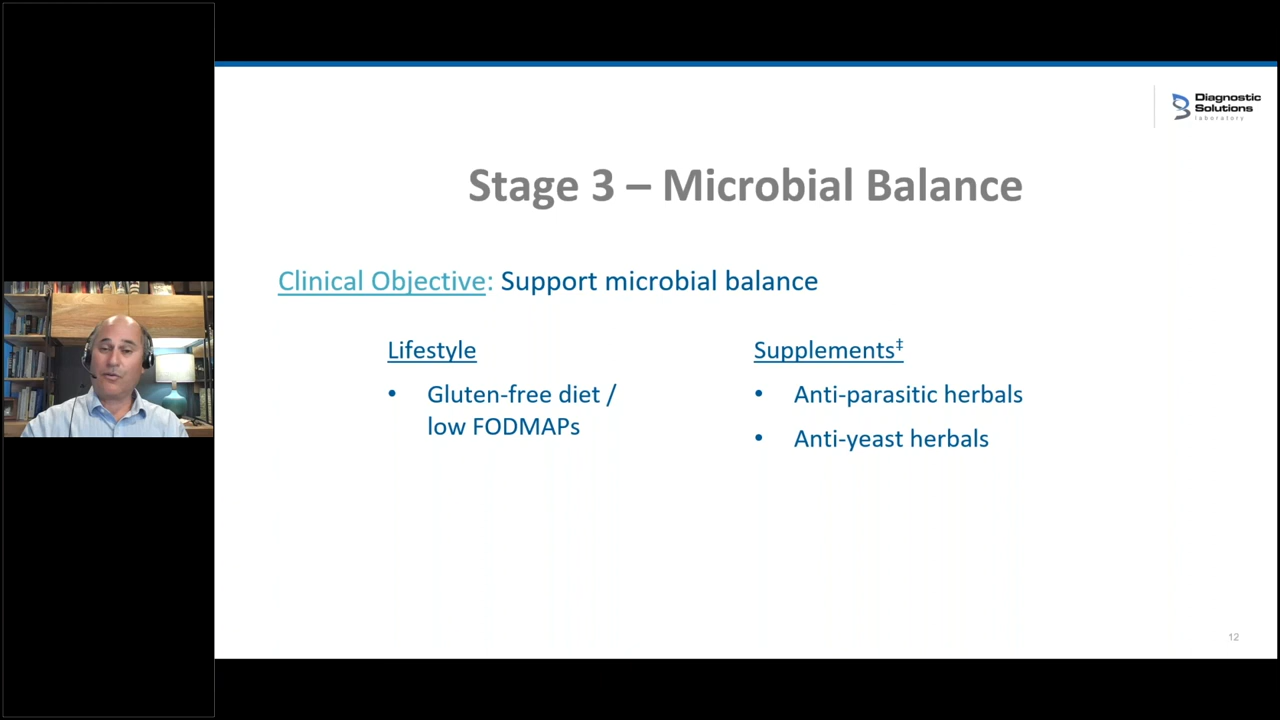 Diagnostic
Solutions
laboratory
Stage 3 – Microbial Balance
Clinical Objective: Support microbial balance
Lifestyle
• Gluten-free diet /
low FODMAPs
Supplements‡
• Anti-parasitic herbals
• Anti-yeast herbals
12